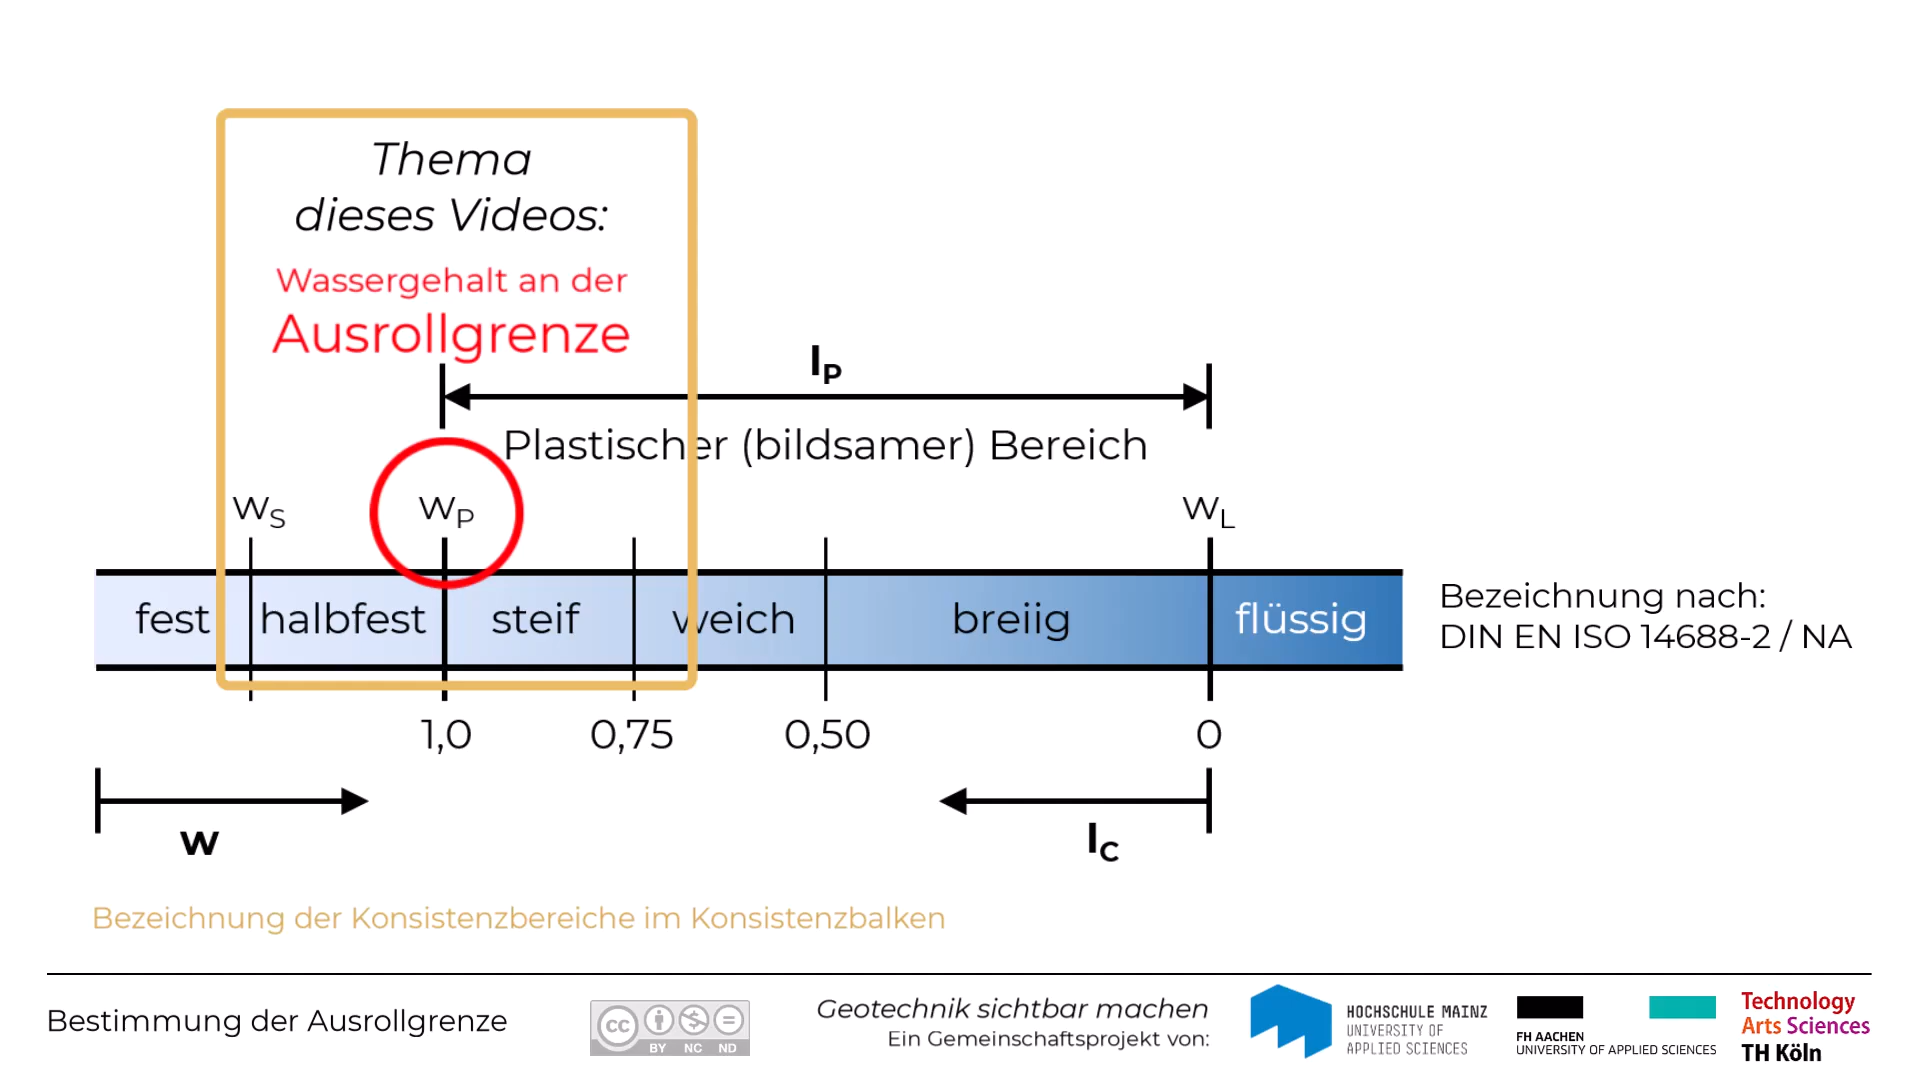 Thema
dieses Videos:
Wassergehalt an der
Ausrollgrenze
IP
Plastischer (bildsamer) Bereich
wS
wP
wL
fest
halbfest
steif
weich
breiig
flüssig
Bezeichnung nach:
DIN EN ISO 14688-2 / NA
1,0
0,75
0,50
0
w
IC
Bezeichnung der Konsistenzbereiche im Konsistenzbalken
Bestimmung der Ausrollgrenze
cc
BY NC ND
Geotechnik sichtbar machen
Ein Gemeinschaftsprojekt von:
HOCHSCHULE MAINZ
UNIVERSITY OF
APPLIED SCIENCES
FH AACHEN
UNIVERSITY OF APPLIED SCIENCES
Technology
Arts Sciences
TH Köln